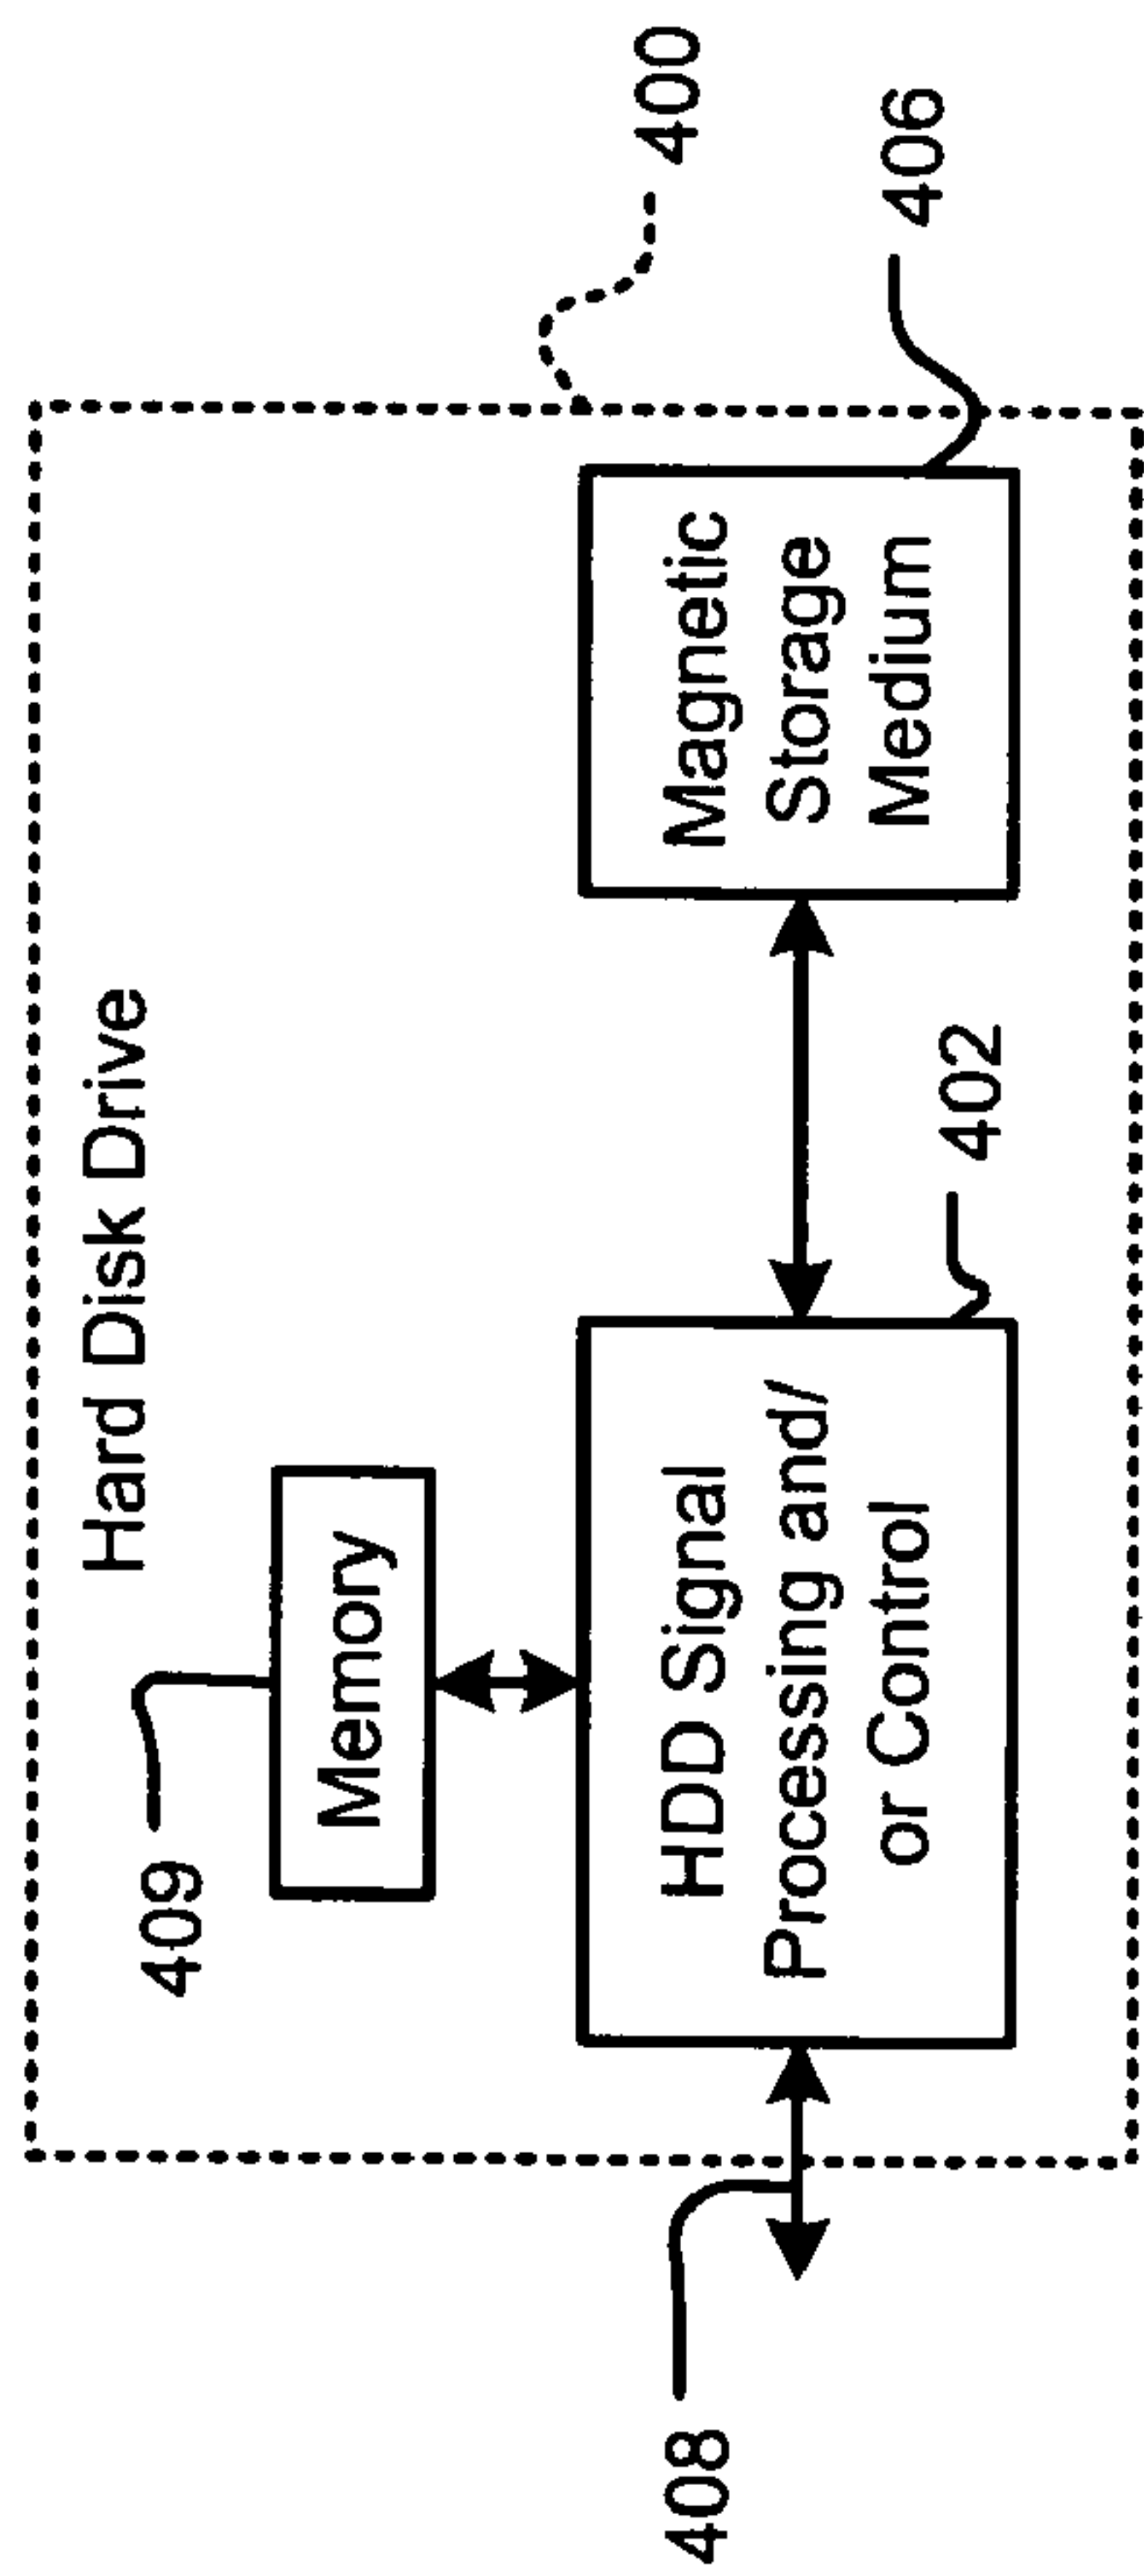 Hard Disk Drive
400
409
Memory
HDD Signal
Processing and/
or Control
Magnetic
Storage
Medium
408
402
406